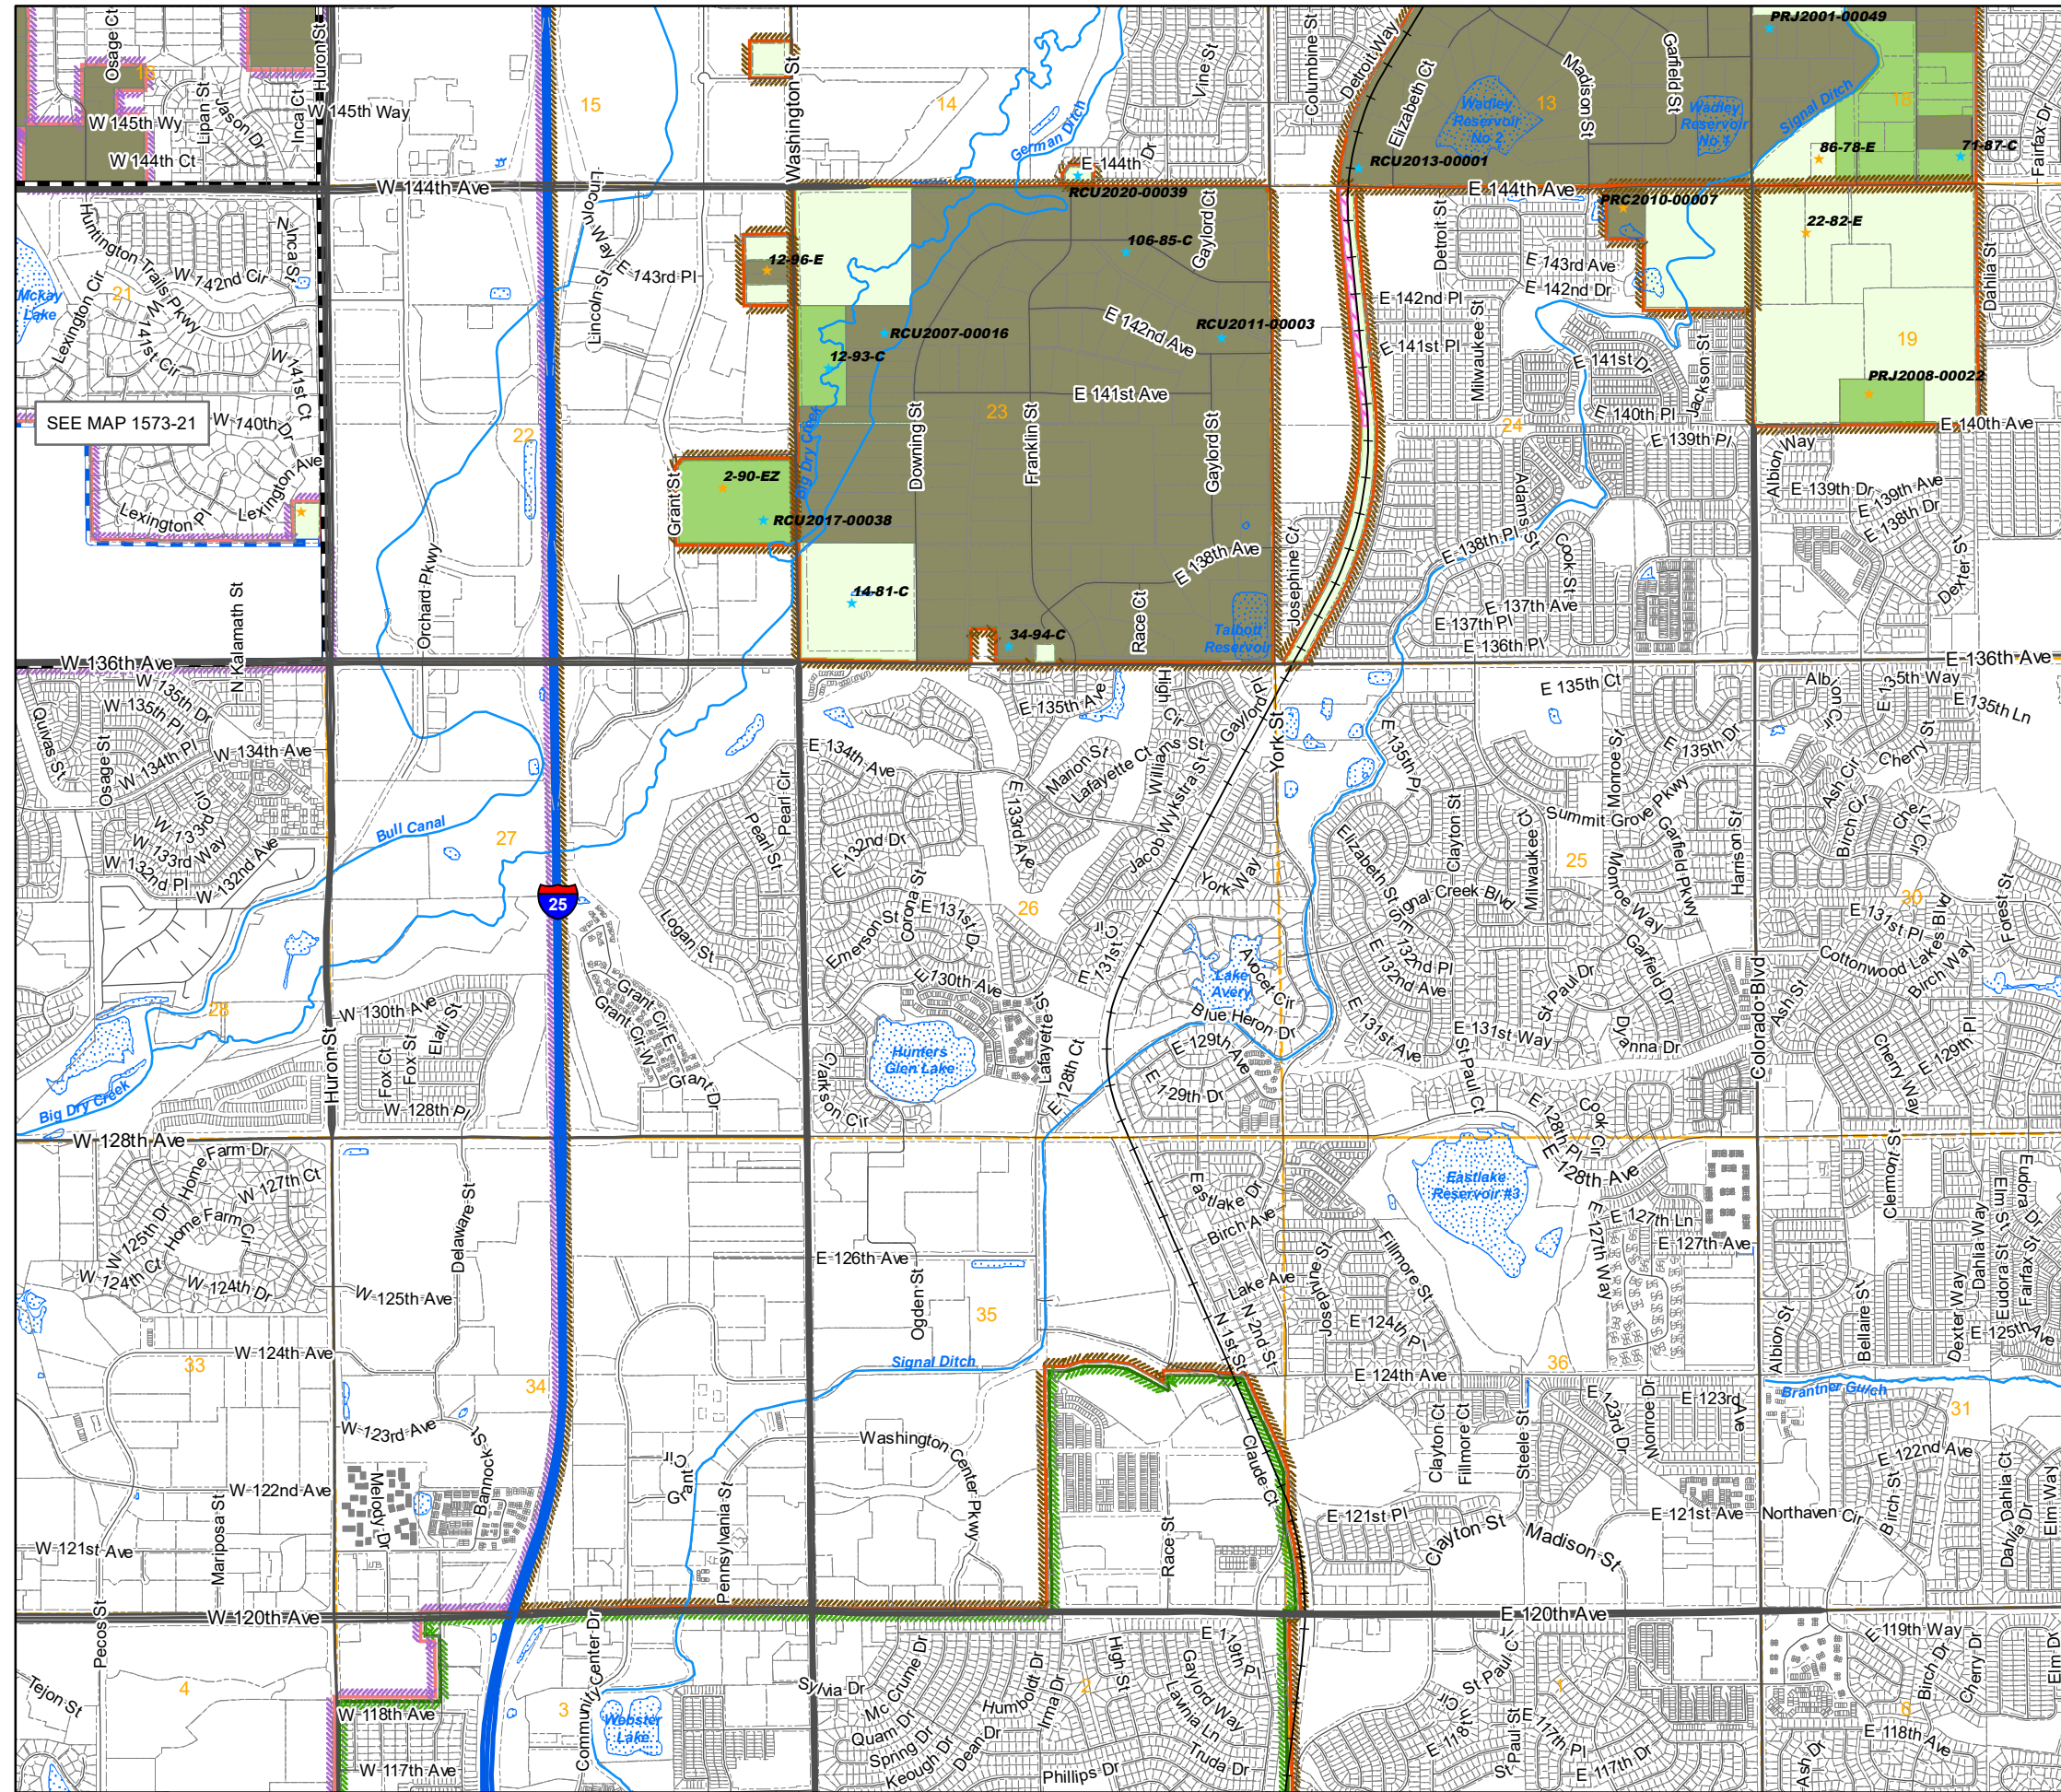 PRJ2001-00049
Osage Ct
Huron St
Washington St
Columbine St
Detroit Way
Vine St
Elizabeth Ct
Madison St
Garfield St
Signal Ditch
Fairfax Dr
16
15
14
13
18
Lipan St
Jason Dr
Inca Ct
W 145th Way
W 145th Wy
W 144th Ct
German Ditch
E 144th Dr
Wadley
Reservoir
No 2
Wadley
Reservoir
No 1
86-78-E
71-87-C
RCU2013-00001
W 144th Ave
E 144th Ave
RCU2020-00039
PRC2010-00007
22-82-E
Huntington Trails Pkwy
N Inca St
W 142nd Cir
Lexington Cir
Mckay
Lake
21
W 141st Cir
W 141st Ct
Lincoln Way
Lincoln St
E 143rd Pl
12-96-E
106-85-C
Gaylord Ct
Detroit St
E 143rd Ave
E 142nd Dr
E 142nd Pl
E 141st Pl
Milwaukee St
Dahlia St
RCU2007-00016
12-93-C
E 142nd Ave
RCU2011-00003
E 141st Dr
Jackson St
19
PRJ2008-00022
SEE MAP 1573-21
W 140th Dr
Lexington Ave
Lexington Pl
22
Big Dry Creek
Downing St
23
Franklin St
E 141st Ave
Gaylord St
E 140th Pl
E 139th Pl
24
E 140th Ave
Albion Way
2-90-EZ
Grant St
RCU2017-00038
Adams St
E 138th Pl
Cook St
E 139th Dr
E 139th Ave
E 138th Dr
Dexter St
Orchard Pkwy
N Kalamath St
14-81-C
E 138th Ave
Race Ct
34-94-C
Talbott
Reservoir
Josephine Ct
E 137th Ave
E 137th Pl
E 136th Pl
W 136th Ave
E 136th Ave
Quivas St
W 135th Dr
W 135th Pl
W 134th Pl
W 134th Ave
Osage St
W 133rd Cir
W 133rd Way
W 132nd Pl
W 132nd Ave
Bull Canal
27
25
E 135th Ave
High Cir
Gaylord Pl
York St
E 134th Ave
Marion St
Lafayette Ct
Williams St
Jacob Wykstra St
E 133rd Ave
Pearl Cir
Pearl St
E 132nd Dr
York Way
Logan St
Emerson St
Corona St
E 131st Dr
26
E 131st Cir
E 130th Ave
E 135th Ct
E 135th Pl
E 135th Dr
Monroe St
Summit Grove Pkwy
Garfield Pkwy
Clayton St
Milwaukee Ct
Elizabeth St
Signal Creek Blvd
25
Monroe Way
Harrison St
Albion Cir
E 135th Way
E 135th Ln
Cherry St
Ash Cir
Birch Cir
Cherry Cir
30
E 131st Pl
Cottonwood Lakes Blvd
Birch Way
Forest St
Ash St
28
Big Dry Creek
W 130th Ave
Elati St
Fox Ct
Fox St
W 128th Pl
Huron St
Grant Cir E
Grant Cir W
Grant Dr
Hunters
Glen Lake
Clarkson Cir
Lafayette St
E 128th Ct
Lake
Avery
Avocet Cir
Blue Heron Dr
E 129th Ave
E 129th Dr
E 132nd Pl
E 132nd Ave
E 131st Ave
E 131st Way
St Paul Dr
St Paul Ct
Garfield Dr
Dyanna Dr
Colorado Blvd
Cherry Way
E 129th Pl
W 128th Ave
E 128th Pl
Cook Cir
E 128th Ave
Home Farm Dr
W 127th Ct
W 125th Dr
Home Farm Cir
W 124th Ct
W 124th Dr
Delaware St
W 125th Ave
E 126th Ave
Ogden St
35
Eastlake Dr
Birch Ave
Lake Ave
N 2nd St
N 1st St
Josephine St
Fillmore St
E 124th Pl
E 124th Ave
Eastlake
Reservoir #3
E 127th Ln
E 127th Ave
E 127th Way
36
Clermont St
Albion St
Bellaire St
Dexter Way
Dahlia Way
Elm St
Eudora St
Eudora Dr
Fairfax St
E 125th Ave
33
W 124th Ave
34
Signal Ditch
Brantner Gulch
31
W 123rd Ave
Bannock St
Melody Dr
W 122nd Ave
Mariposa St
W 121st Ave
Pecos St
Grant Cir
Pennsylvania St
Washington Center Pkwy
Race St
Claude Ct
Clayton Ct
Fillmore Ct
Steele St
E 123rd Dr
Monroe Dr
E 123rd Ave
E 122nd Ave
Birch St
Dahlia Ct
Dahlia Dr
Elm Way
E 121st Pl
Clayton St
Madison St
E 121st Ave
Northaven Cir
W 120th Ave
E 120th Ave
Tejon St
4
W 118th Ave
W 117th Ave
3
Community Center Dr
Webster
Lake
Sylvia Dr
Mc Crume Dr
Quam Dr
Spring Dr
Keough Dr
Dean Dr
Humboldt Dr
Irma Dr
2
High St
Phillips Dr
E 119th Pl
Gaylord Way
Lawnia Ln
Truda Dr
St Paul Ct
E 118th Cir
St Paul St
1
E 117th Pl
E 117th Dr
E 119th Way
Birch Dr
Cherry Dr
Elm Dr
6
E 118th Ave
Ash Dr